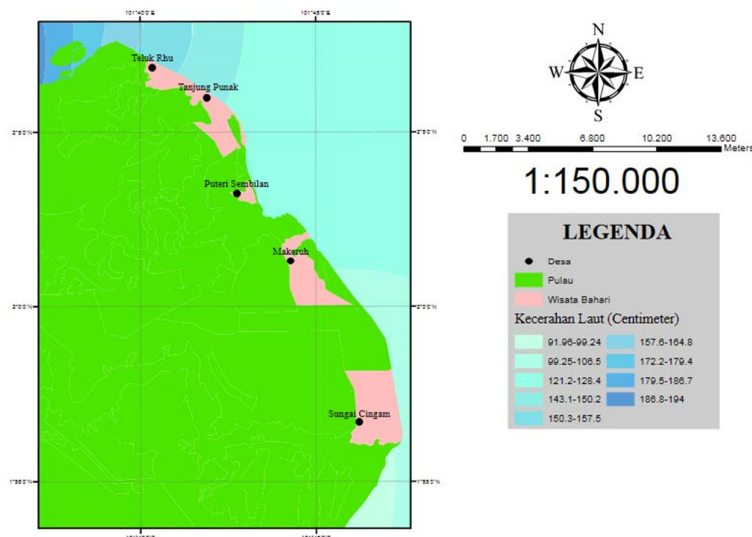 101°40'0"E 101°45'0"E
Teluk Rhu
Tanjung Punak
2°5'0"N 2°5'0"N
Puteri Sembilan
Makeruh
2°0'0"N 2°0'0"N
Sungai Cingam
1°55'0"N 1°55'0"N
N
W E
S
0 1.700 3.400 6.800 10.200 13.600
Meters
1:150.000
LEGENDA
Desa
Pulau
Wisata Bahari
Kecerahan Laut (Centimeter)
91.96-99.24 157.6-164.8
99.25-106.5 172.2-179.4
121.2-128.4 179.5-186.7
143.1-150.2 186.8-194
150.3-157.5